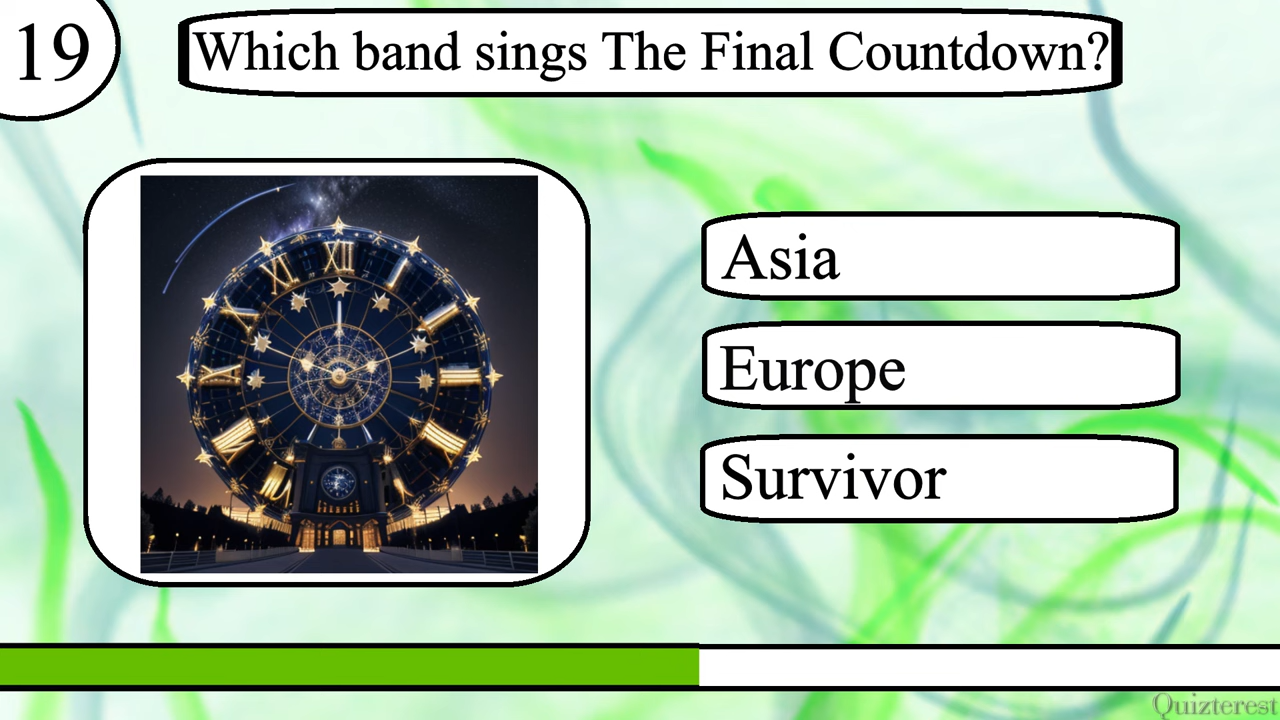 19
Which band sings The Final Countdown?
Asia
Europe
Survivor
Quizterest